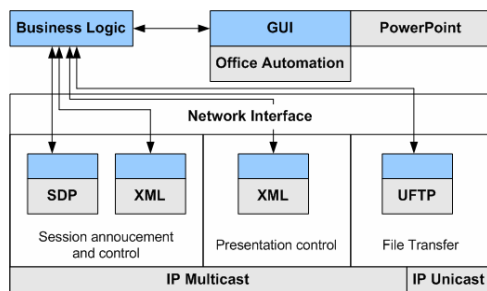 Business Logic
GUI
PowerPoint
Office Automation
Network Interface
SDP
XML
XML
UFTP
Session annoucement
and control
Presentation control
File Transfer
IP Multicast
IP Unicast